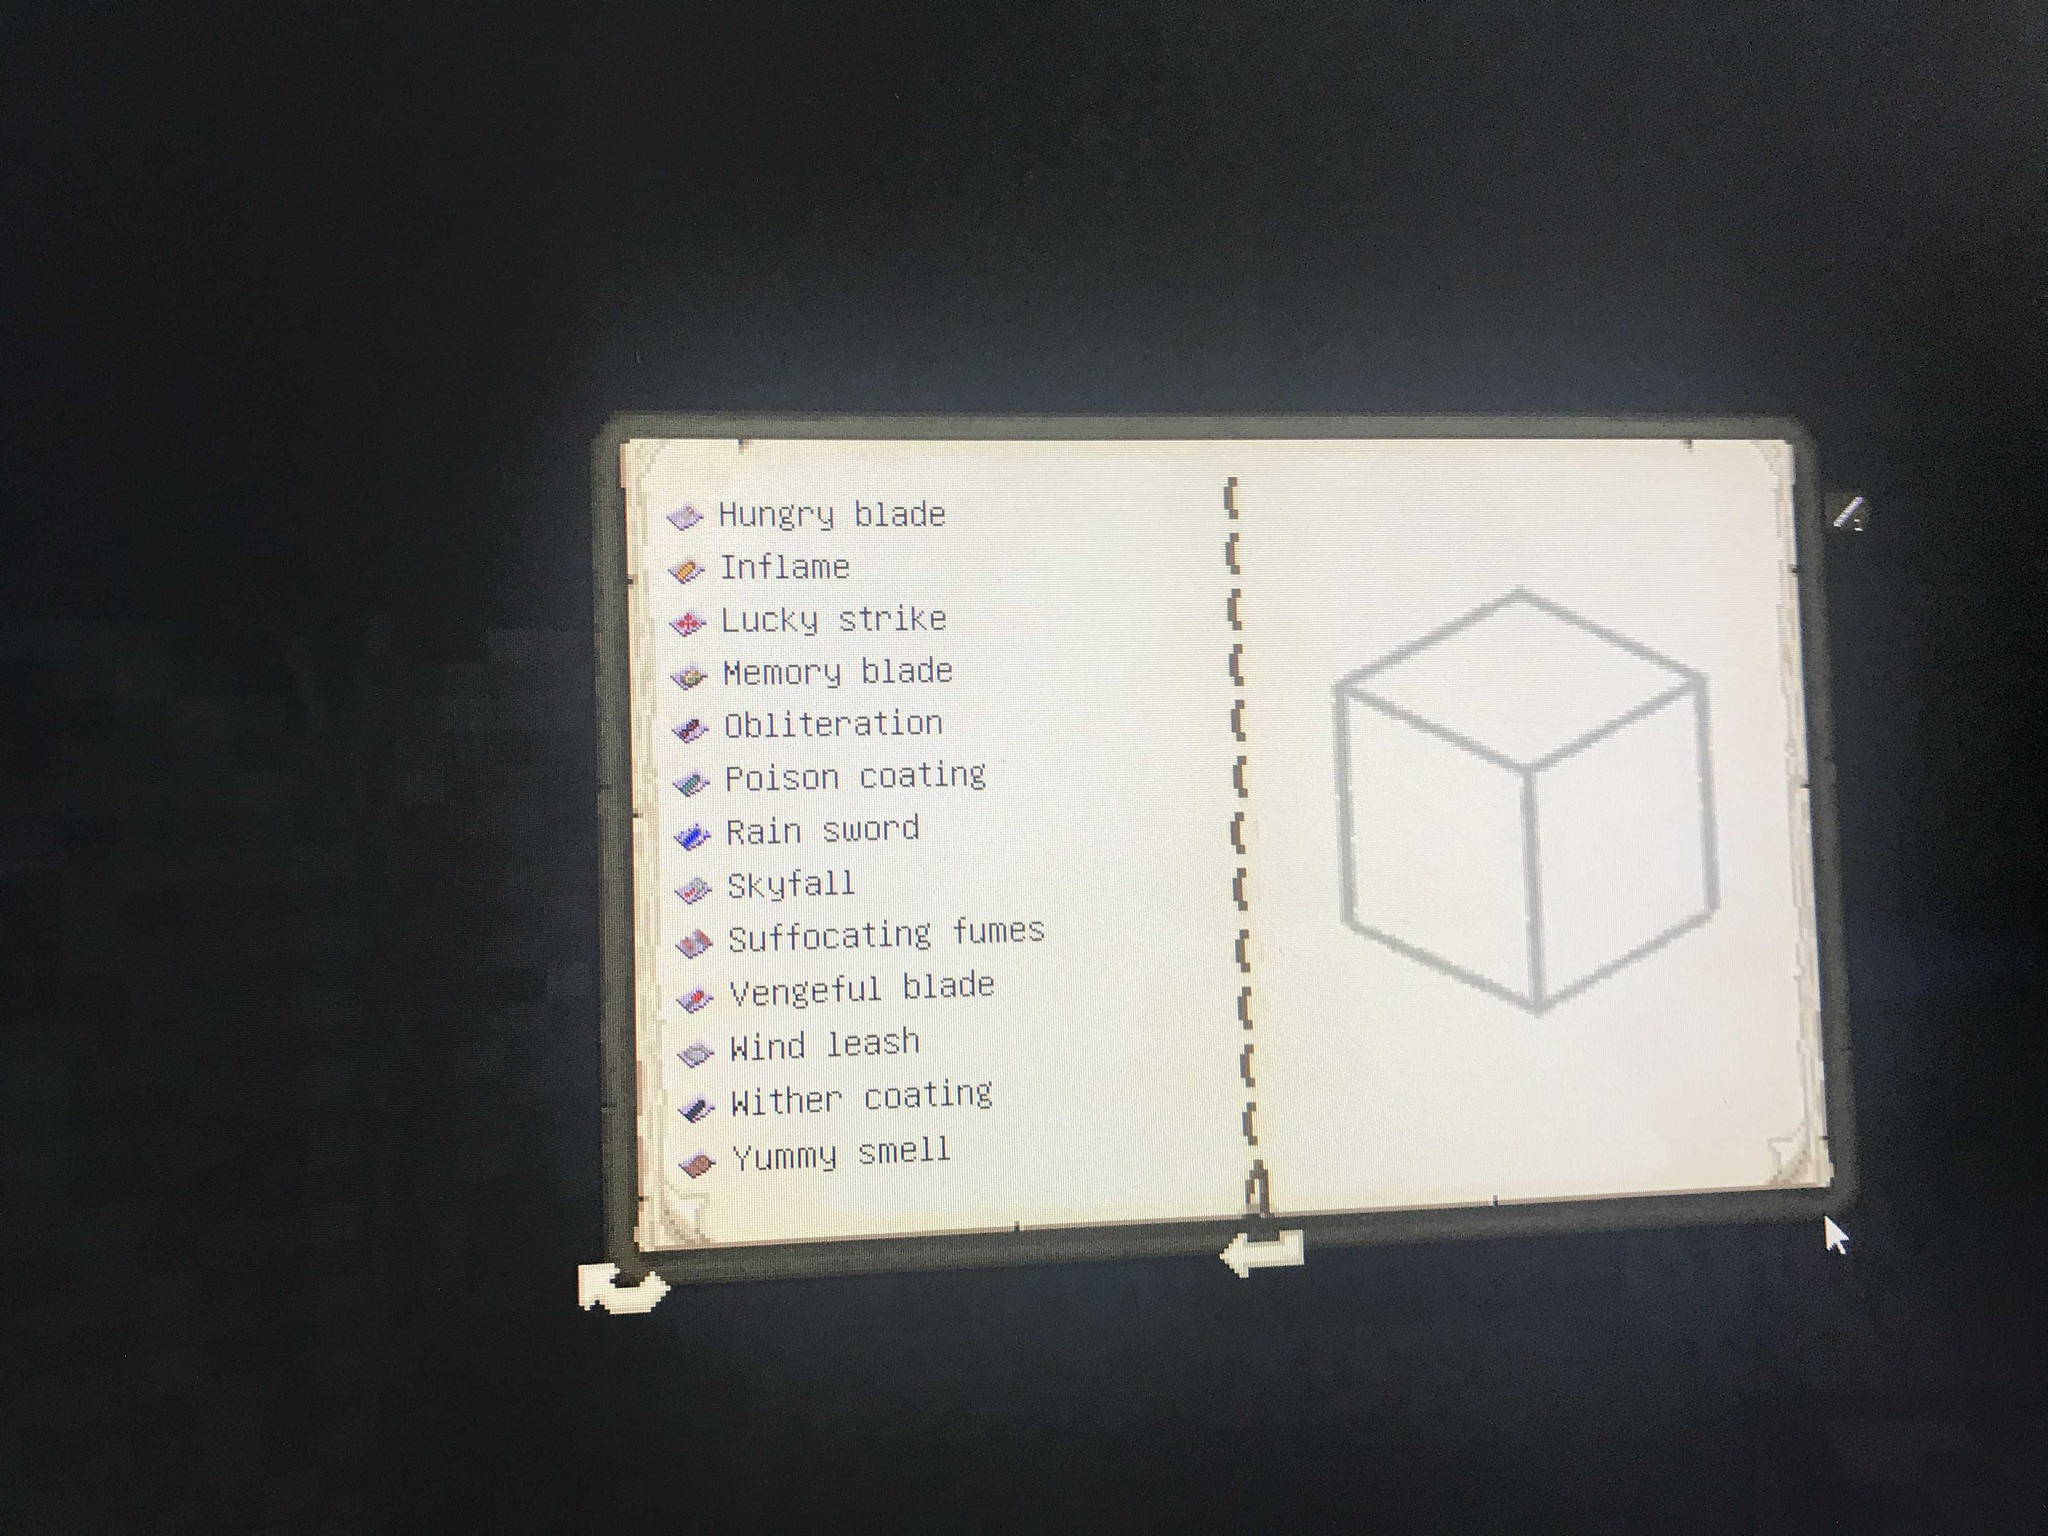 Hungry blade
Inflame
Lucky strike
Memory blade
Obliteration
Poison coating
Rain sword
Skyfall
Suffocating fumes
Vengeful blade
Wind leash
Wither coating
Yummy smell